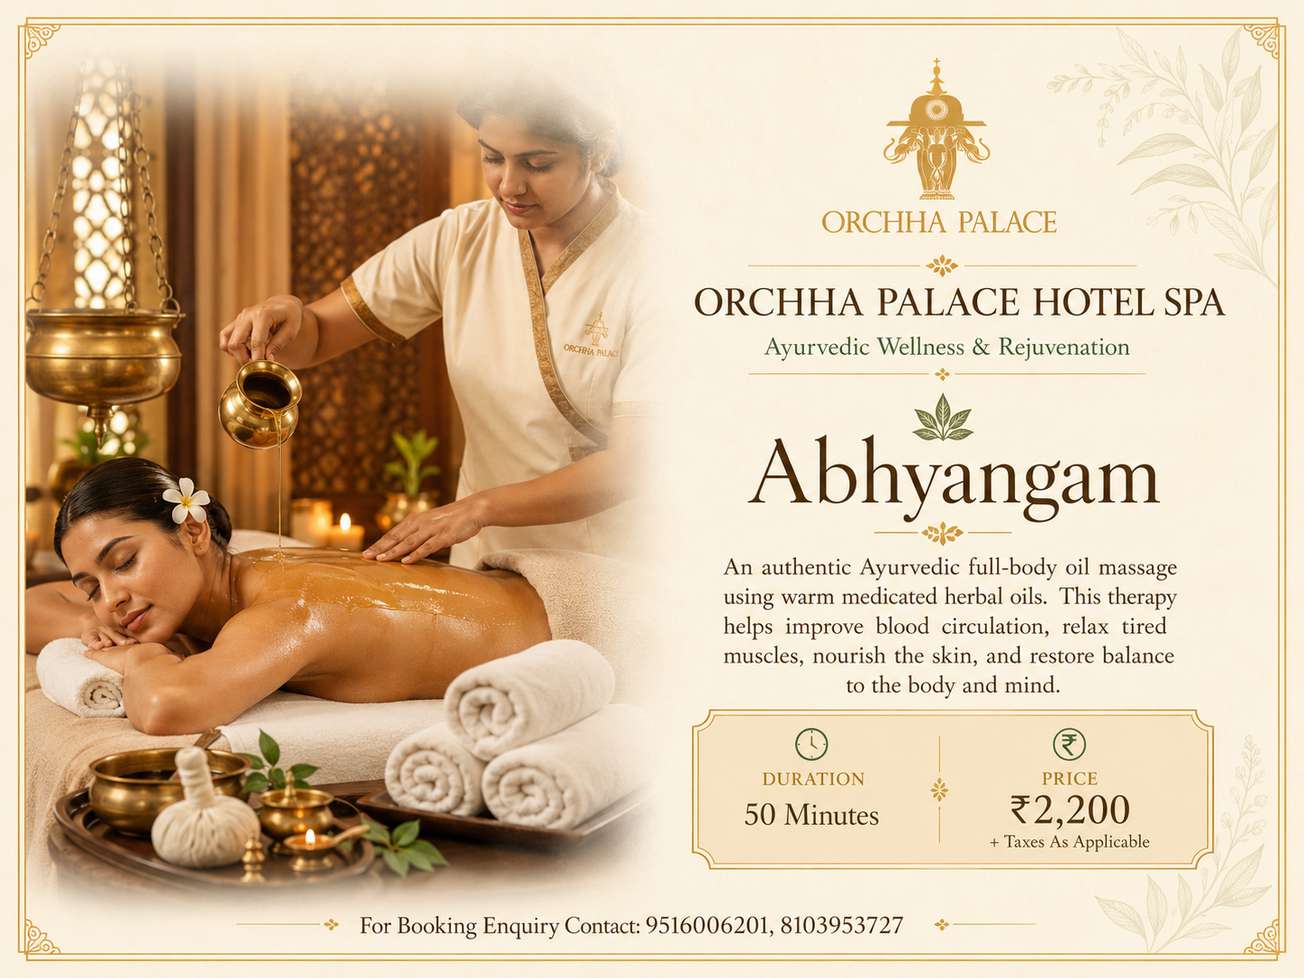 ORCHHA PALACE
ORCHHA PALACE HOTEL SPA
Ayurvedic Wellness & Rejuvenation
ORCHHA PALACE
Abhyangam
An authentic Ayurvedic full-body oil massage
using warm medicated herbal oils. This therapy
helps improve blood circulation, relax tired
muscles, nourish the skin, and restore balance
to the body and mind.
DURATION
50 Minutes
₹
PRICE
₹2,200
+ Taxes As Applicable
For Booking Enquiry Contact: 9516006201, 8103953727